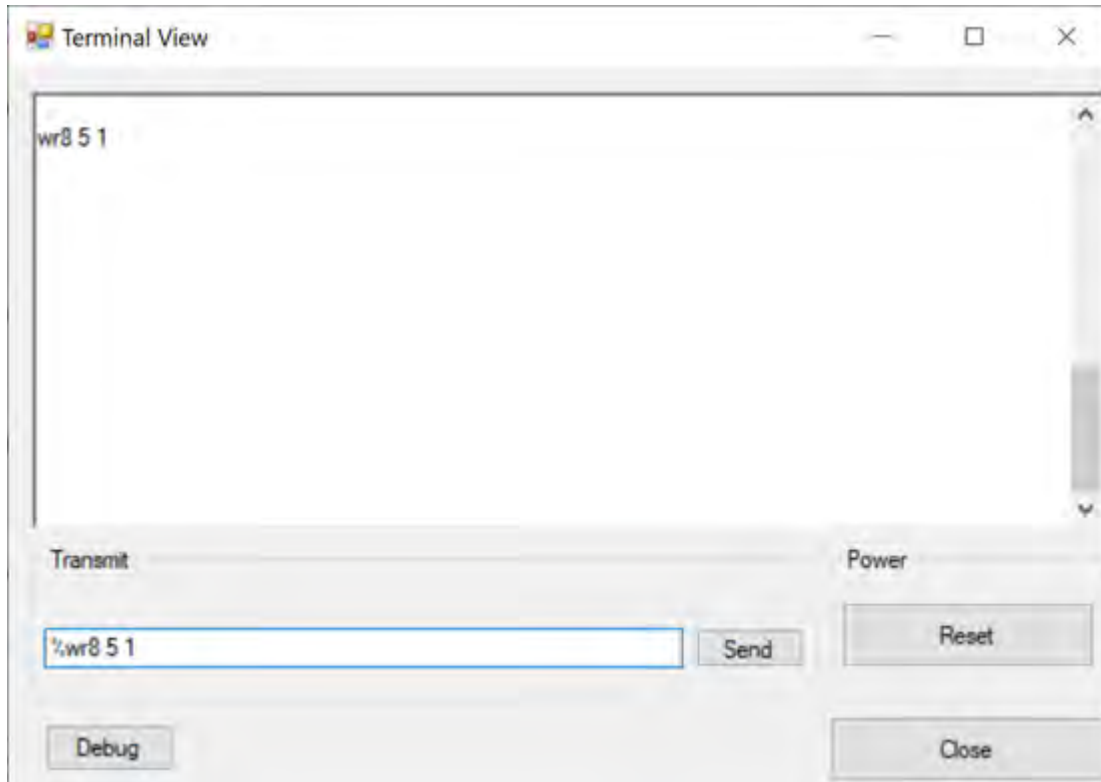 Terminal View
wr8 5 1
Transmit
Power
%wr8 5 1
Send
Reset
Debug
Close